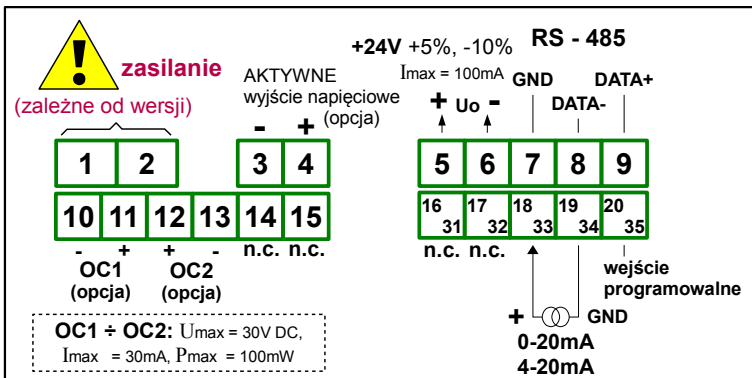 !
zasilanie
(zależne od wersji)
AKTYWNE
wyjście napięciowe
(opcja)
- +
+24V +5%, -10%
Imax = 100mA
+ Uo -
RS - 485
GND
DATA-
DATA+
1 2 3 4 5 6 7 8 9
10 11 12 13 14 15
16 31 17 32 18 33 19 34 20 35
- + + - n.c. n.c.
n.c. n.c.
OC1
(opcja)
OC2
(opcja)
wejście
programowalne
+ GND
0-20mA
4-20mA
OC1 ÷ OC2: Umax = 30V DC,
Imax = 30mA, Pmax = 100mW